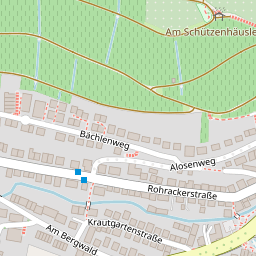 Am Schützenhäusle
Bächlenweg
Alosenweg
Rohrackerstraße
Krautgartenstraße
Am Bergwald